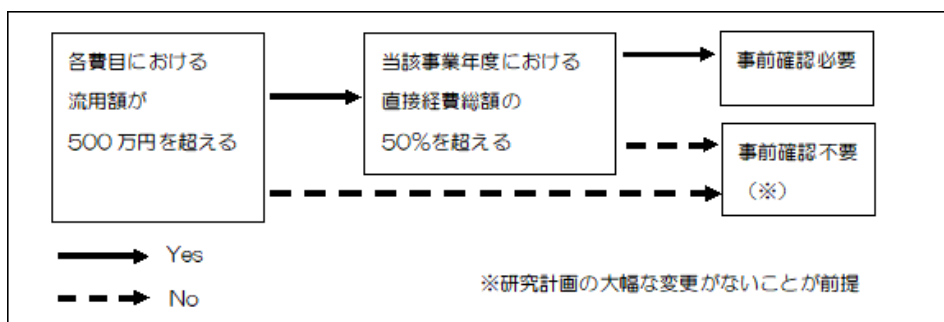 各費目における
流用額が
500万円を超える
当該事業年度における
直接経費総額の
50%を超える
事前確認必要
事前確認不要
（※）
Yes
No
※研究計画の大幅な変更がないことが前提